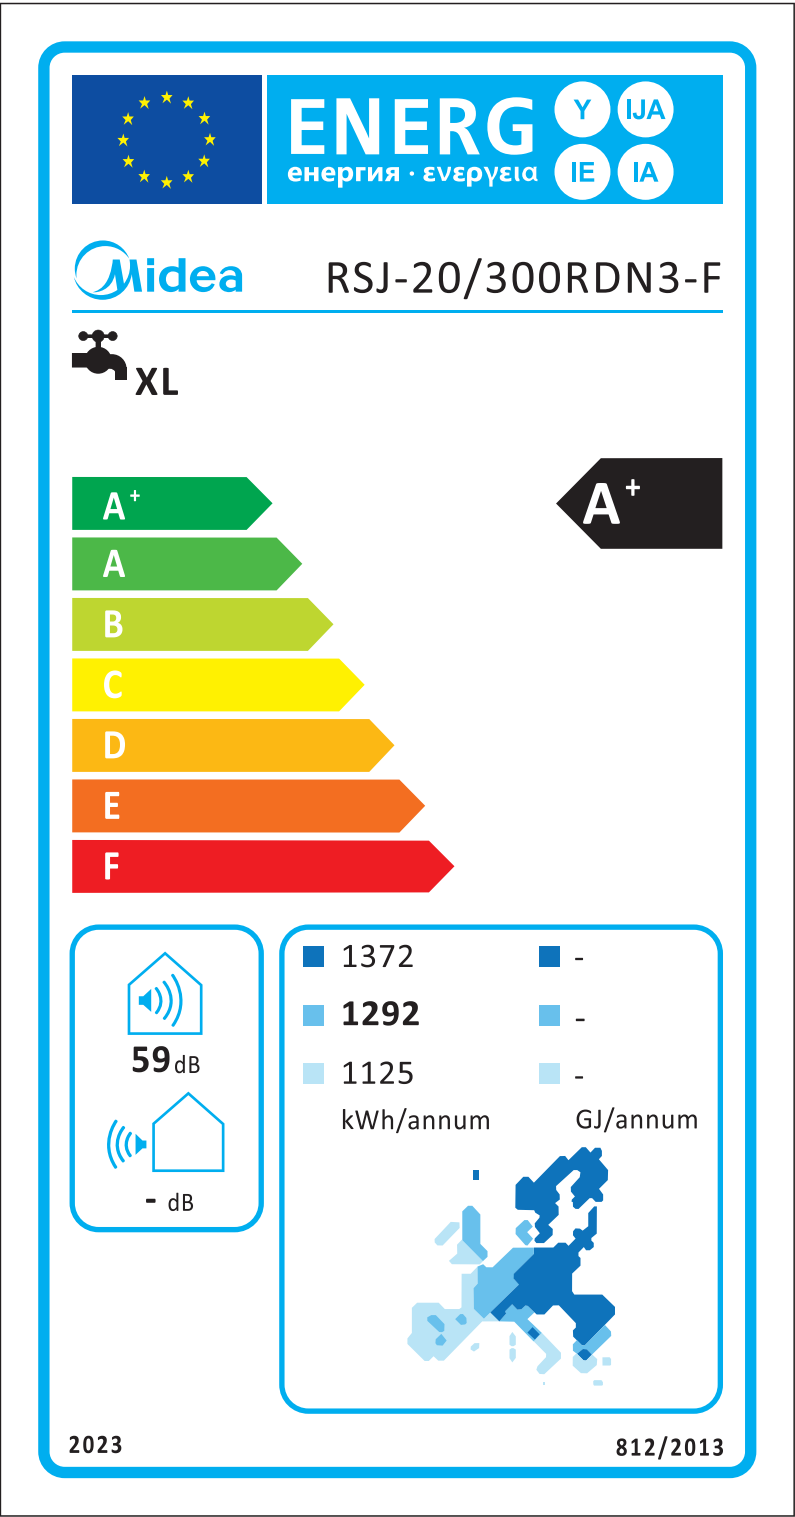 ENERG
енергия · ενεργεια
Y IJA
IE IA
Midea
RSJ-20/300RDN3-F
XL
A+
A+
A
B
C
D
E
F
59 dB
- dB
1372 -
1292 -
1125 -
kWh/annum GJ/annum
2023
812/2013